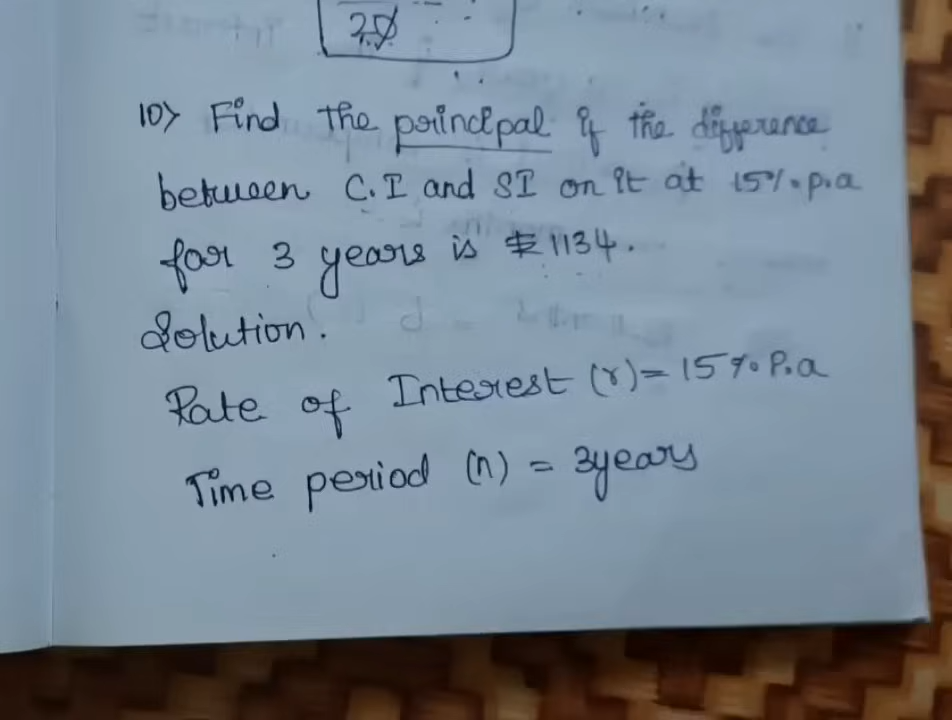 10) Find the principal if the difference
between C.I and SI on it at 15%.p.a
for 3 years is ₹1134.
Solution.
Rate of Interest (r) = 15%.P.a
Time period (n) = 3years